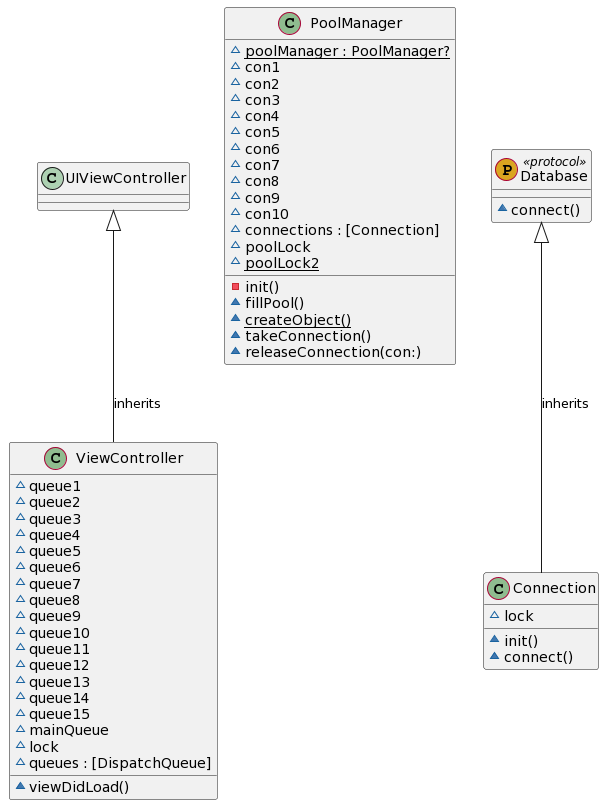 PoolManager
poolManager : PoolManager?
con1
con2
con3
con4
con5
con6
con7
con8
con9
con10
connections : [Connection]
poolLock
poolLock2
init()
fillPool()
createObject()
takeConnection()
releaseConnection(con:)
C UIViewController
P «protocol»
Database
connect()
inherits
inherits
C ViewController
queue1
queue2
queue3
queue4
queue5
queue6
queue7
queue8
queue9
queue10
queue11
queue12
queue13
queue14
queue15
mainQueue
lock
queues : [DispatchQueue]
viewDidLoad()
C Connection
lock
init()
connect()